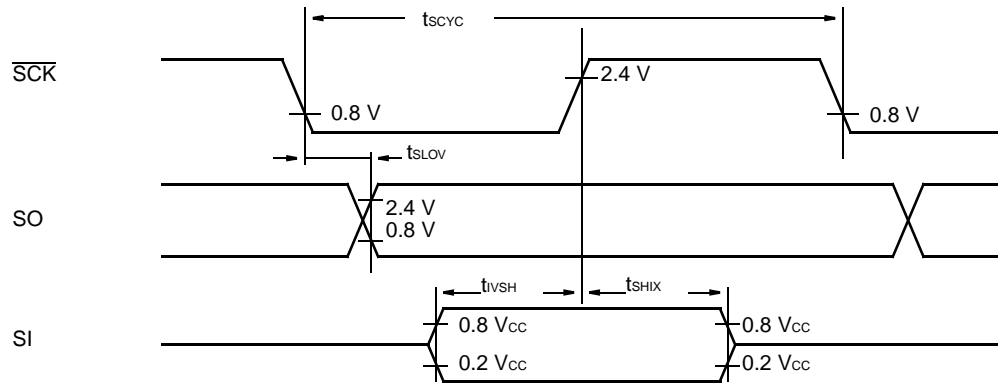 tSCYC
SCK
2.4 V
0.8 V
0.8 V
tSLOV
SO
2.4 V
0.8 V
tIVSH
tSHIX
SI
0.8 VCC
0.8 VCC
0.2 VCC
0.2 VCC